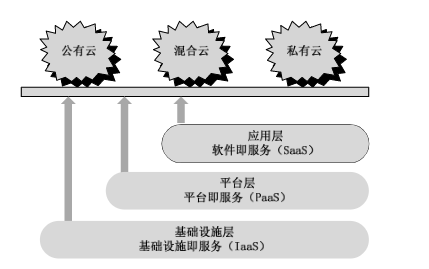 公有云
混合云
私有云
应用层
软件即服务（SaaS）
平台层
平台即服务（PaaS）
基础设施层
基础设施即服务（IaaS）